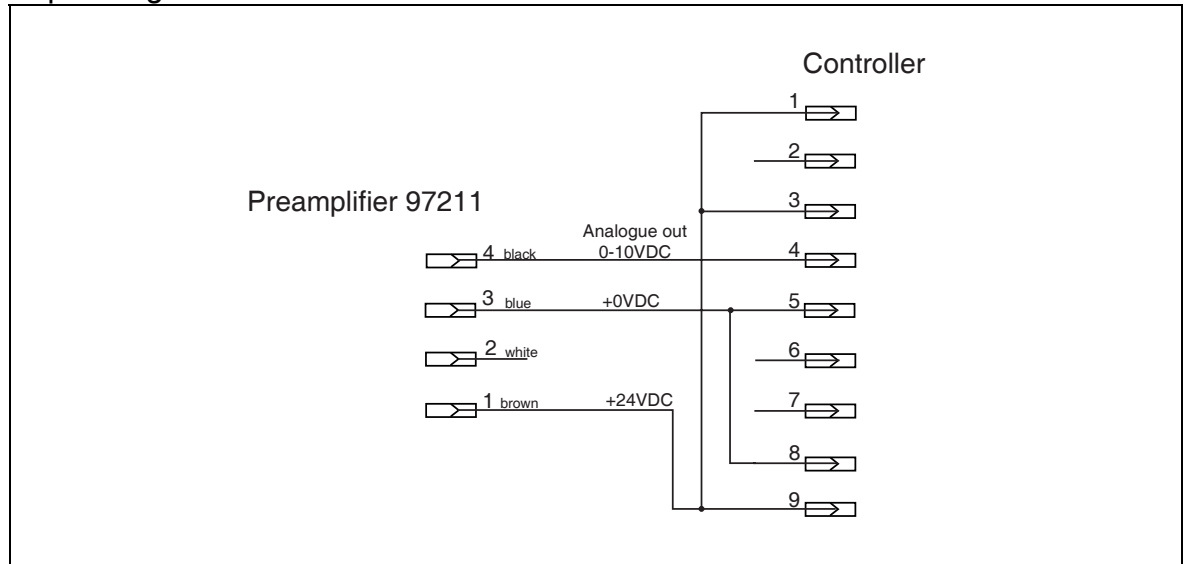 Controller
1
2
3
Preamplifier 97211
Analogue out
4 black 0-10VDC 4
3 blue +0VDC 5
2 white 6
1 brown +24VDC 7
8
9